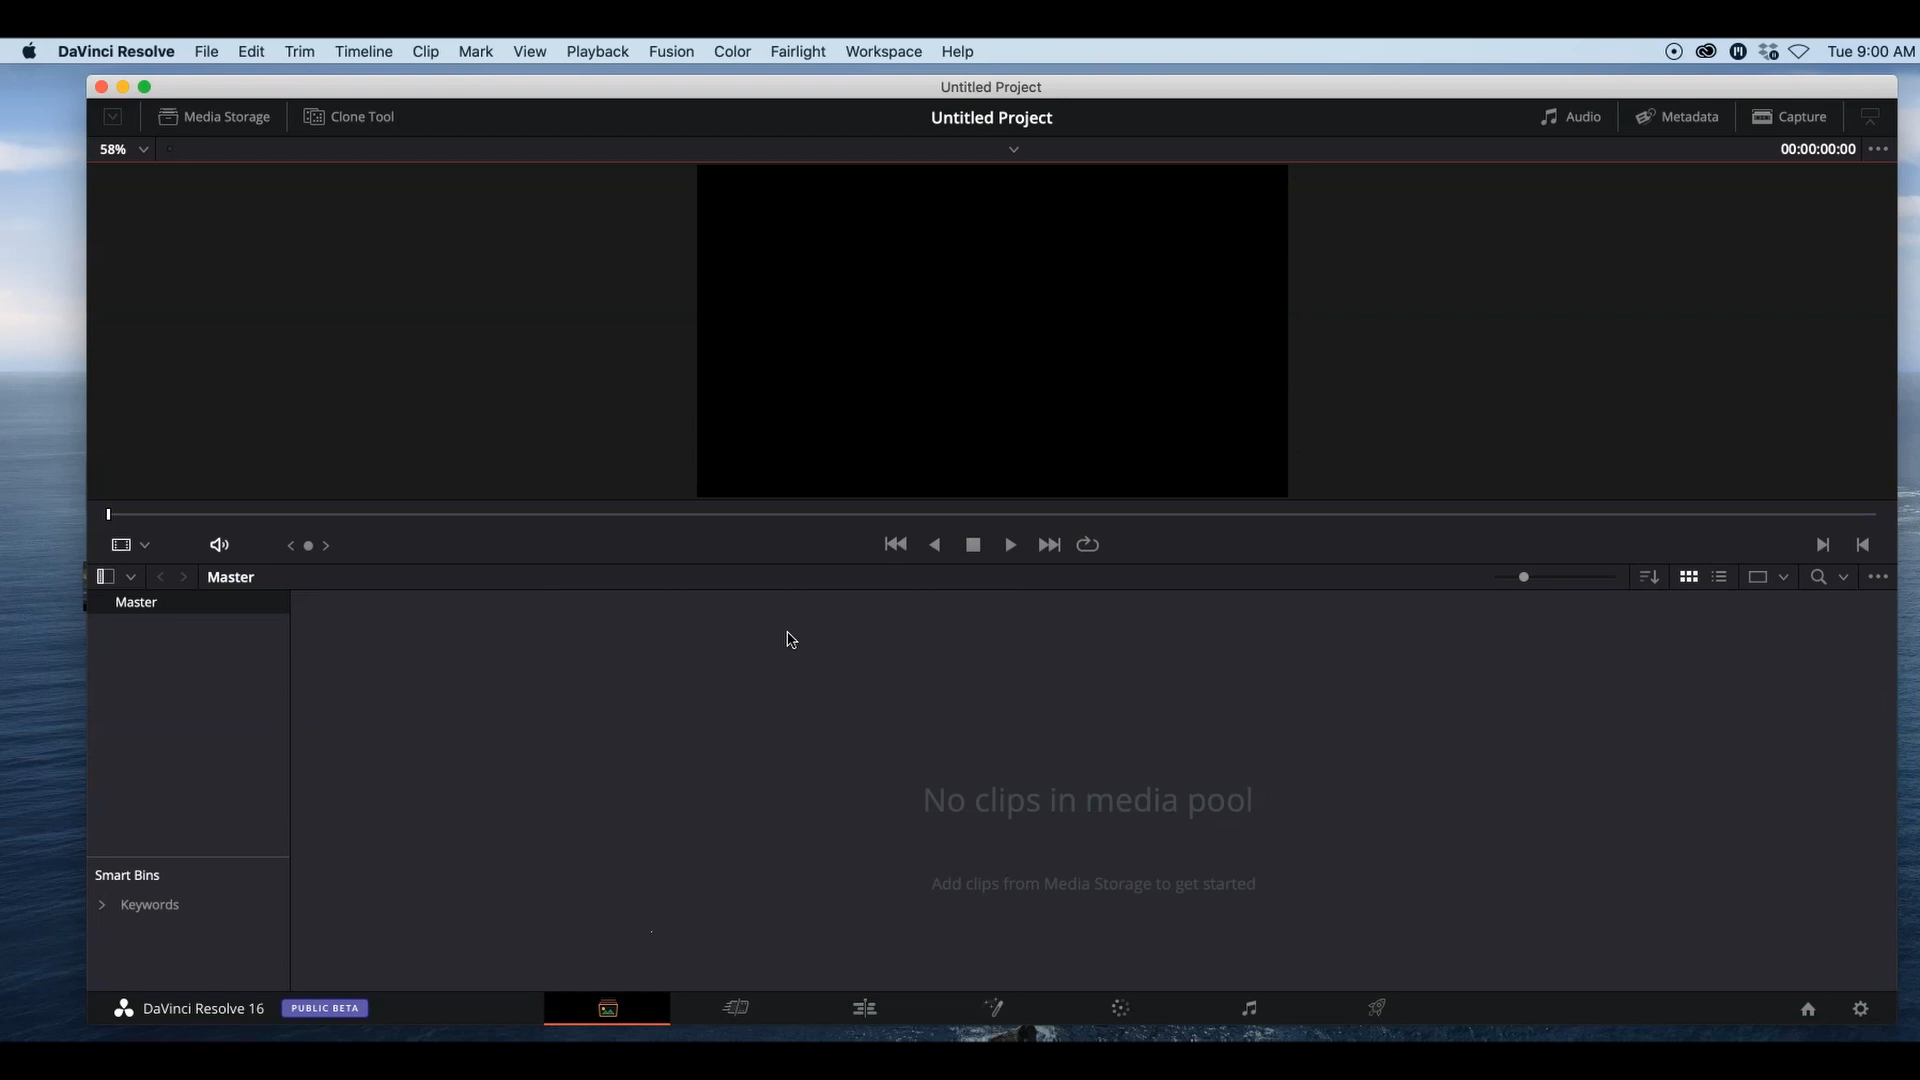 DaVinci Resolve File Edit Trim Timeline Clip Mark View Playback Fusion Color Fairlight Workspace Help Tue 9:00 AM
Untitled Project
Media Storage Clone Tool Untitled Project Audio Metadata Capture
58% 00:00:00:00
Master
Master
No clips in media pool
Add clips from Media Storage to get started
Smart Bins
Keywords
DaVinci Resolve 16 PUBLIC BETA